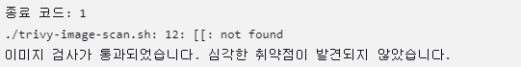 종료 코드: 1
./trivy-image-scan.sh: 12: [[: not found
이미지 검사가 통과되었습니다. 심각한 취약점이 발견되지 않았습니다.